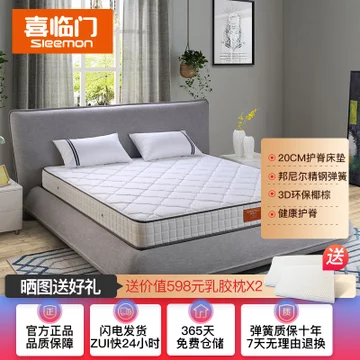 喜临门
Sleemon
20CM护脊床垫
邦尼尔精钢弹簧
3D环保椰棕
健康护脊
送
晒图送好礼
送价值598元乳胶枕X2
官方正品
品质保障
闪电发货
ZUI快24小时
365天
免费仓储
弹簧质保十年
7天无理由退换